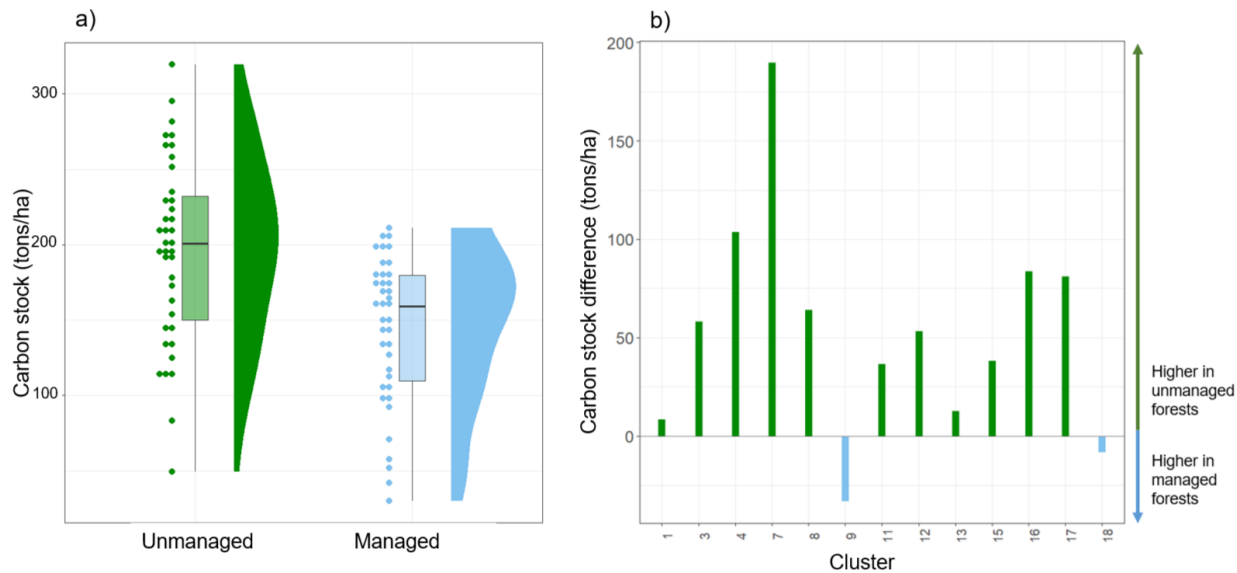 a)
Carbon stock (tons/ha)
300
200
100
Unmanaged
Managed
b)
Carbon stock difference (tons/ha)
200
150
100
50
0
1
3
4
7
8
9
11
12
13
15
16
17
18
Cluster
Higher in
unmanaged
forests
Higher in
managed
forests